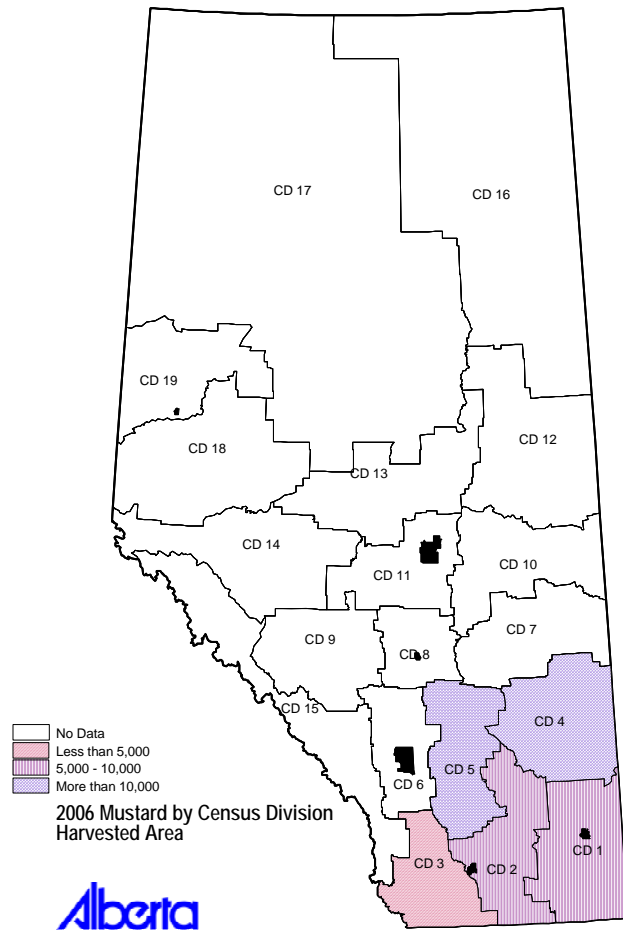 CD 17
CD 16
CD 19
CD 18
CD 12
CD 13
CD 14
CD 11
CD 10
CD 9
CD 8
CD 7
CD 15
CD 4
CD 5
CD 6
CD 3
CD 2
CD 1
No Data
Less than 5,000
5,000 - 10,000
More than 10,000
2006 Mustard by Census Division
Harvested Area
Alberta